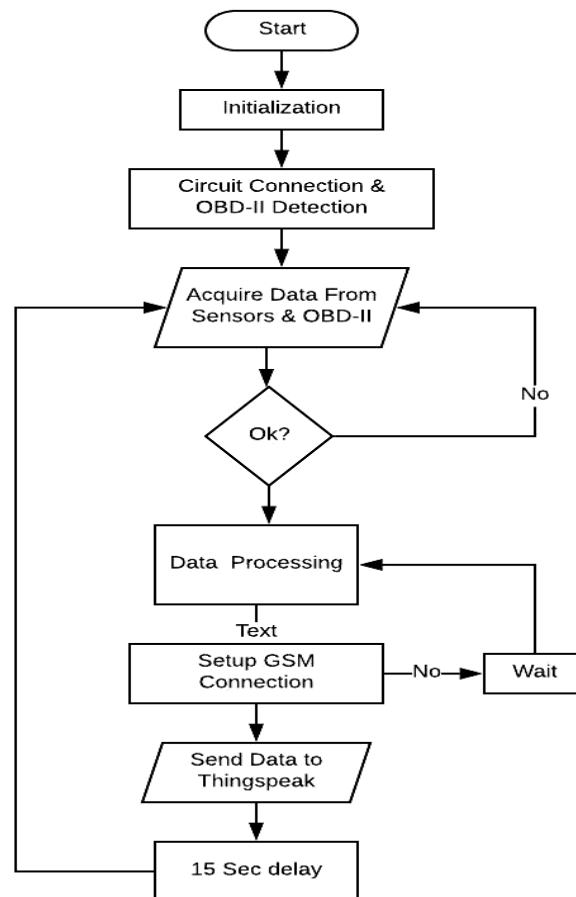 Start
Initialization
Circuit Connection &
OBD-II Detection
Acquire Data From
Sensors & OBD-II
No
Ok?
Data Processing
Text
Setup GSM
Connection
No
Wait
Send Data to
Thingspeak
15 Sec delay